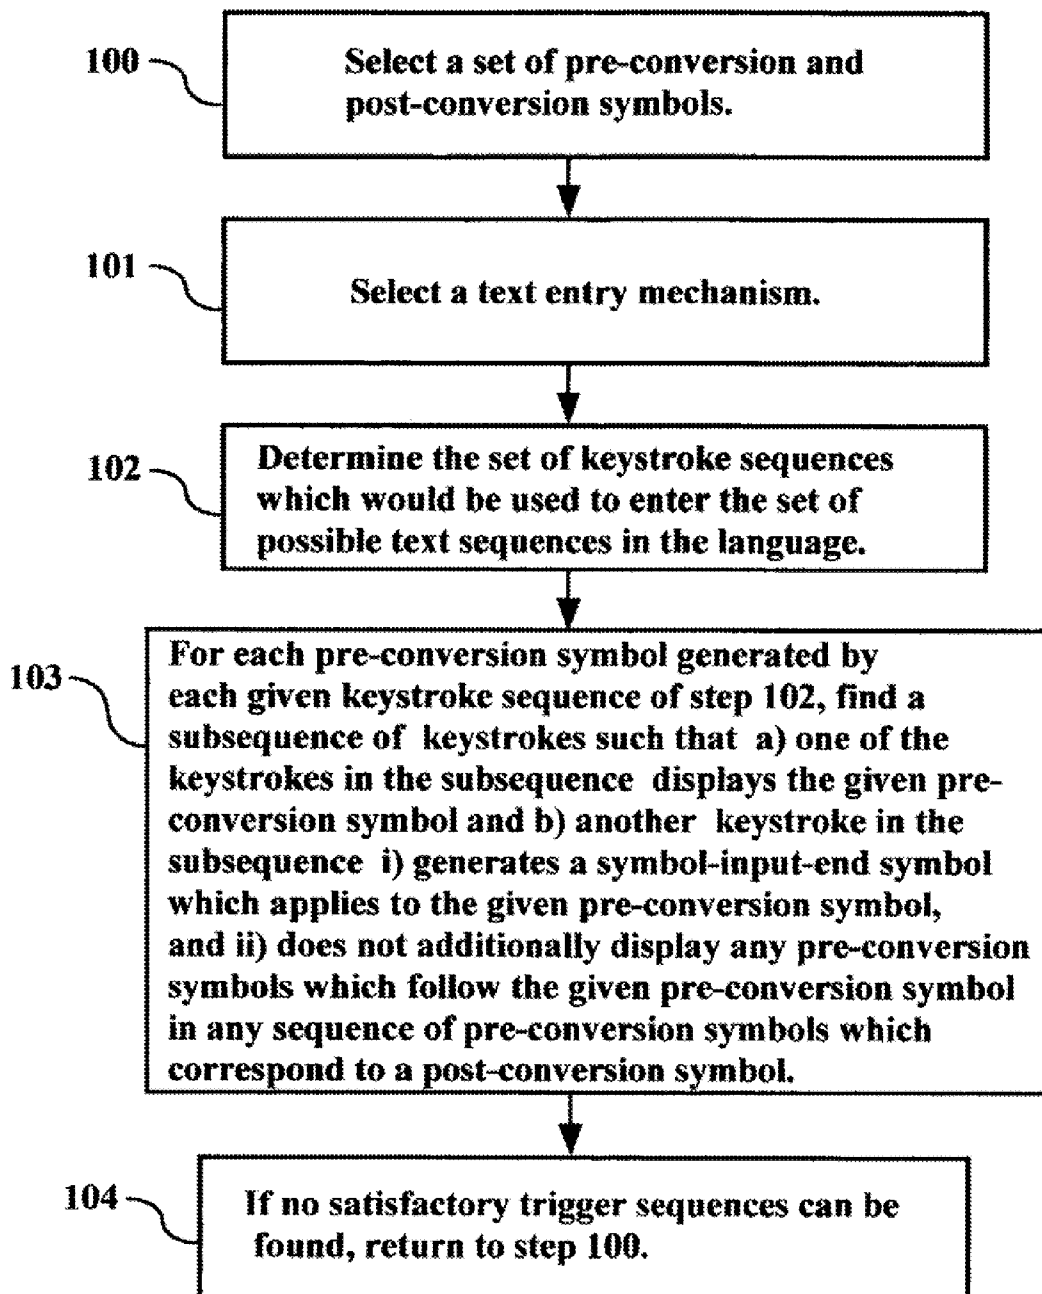 100
Select a set of pre-conversion and
post-conversion symbols.
101
Select a text entry mechanism.
102
Determine the set of keystroke sequences
which would be used to enter the set of
possible text sequences in the language.
103
For each pre-conversion symbol generated by
each given keystroke sequence of step 102, find a
subsequence of keystrokes such that a) one of the
keystrokes in the subsequence displays the given pre-
conversion symbol and b) another keystroke in the
subsequence i) generates a symbol-input-end symbol
which applies to the given pre-conversion symbol,
and ii) does not additionally display any pre-conversion
symbols which follow the given pre-conversion symbol
in any sequence of pre-conversion symbols which
correspond to a post-conversion symbol.
104
If no satisfactory trigger sequences can be
found, return to step 100.